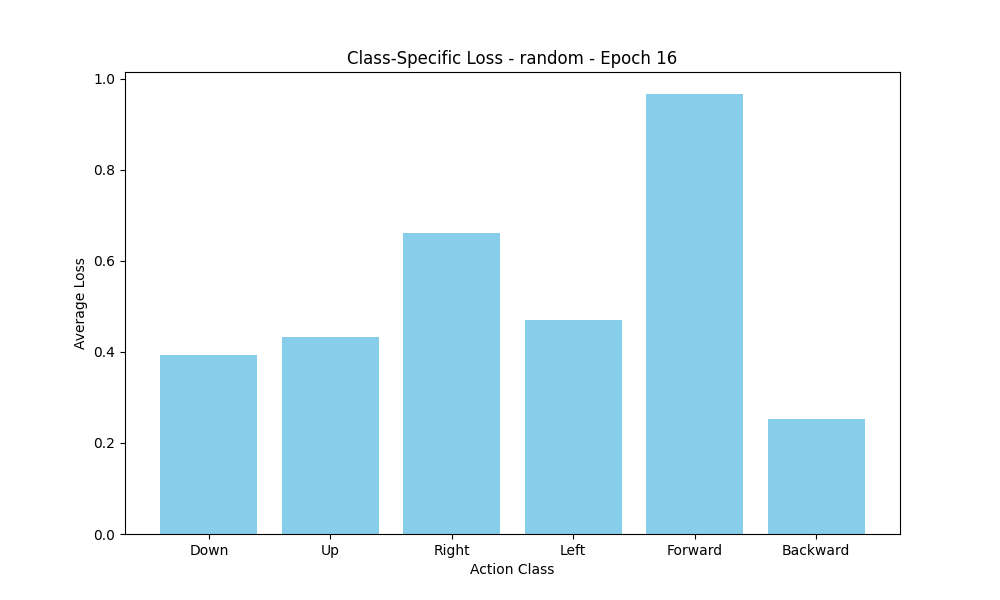 Class-Specific Loss - random - Epoch 16
1.0
0.8
0.6
0.4
0.2
0.0
Average Loss
Down Up Right Left Forward Backward
Action Class